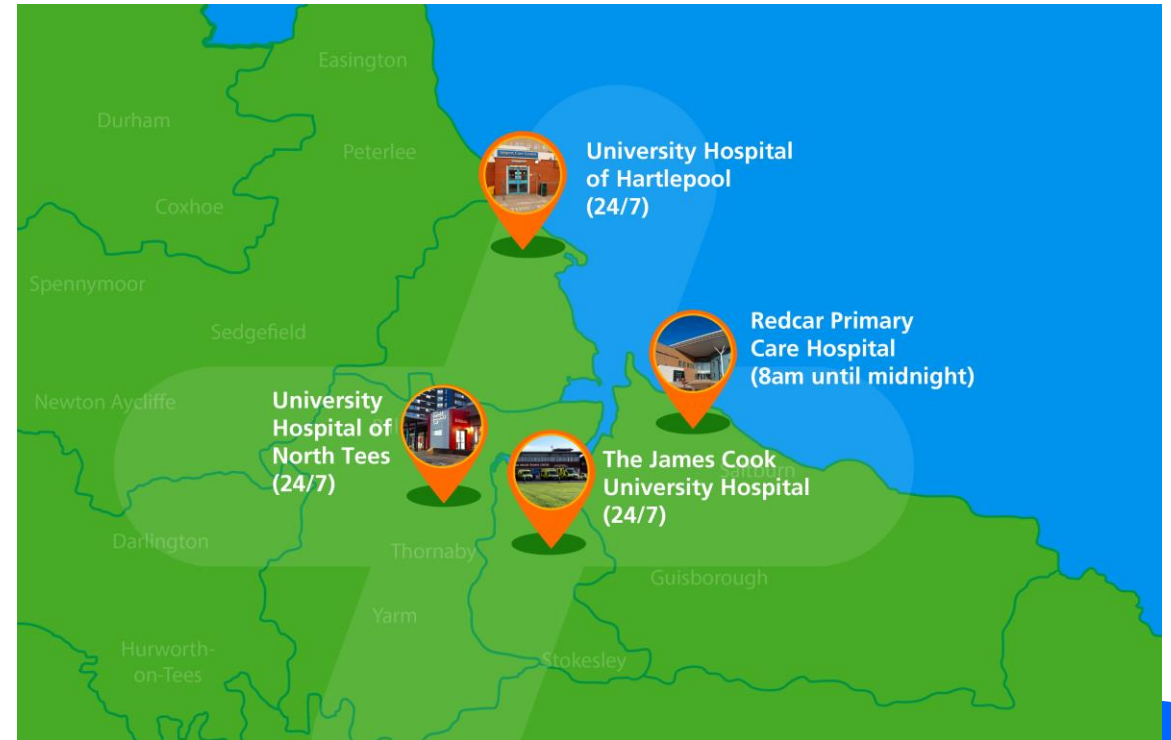 Easington
Durham
Peterlee
Coxhoe
University Hospital
of Hartlepool
(24/7)
Spennymoor
Sedgefield
Redcar Primary
Care Hospital
(8am until midnight)
Newton Aycliffe
University
Hospital of
North Tees
(24/7)
The James Cook
University Hospital
(24/7)
Saltburn
Darlington
Thornaby
Guisborough
Yarm
Hurworth-
on-Tees
Stokesley